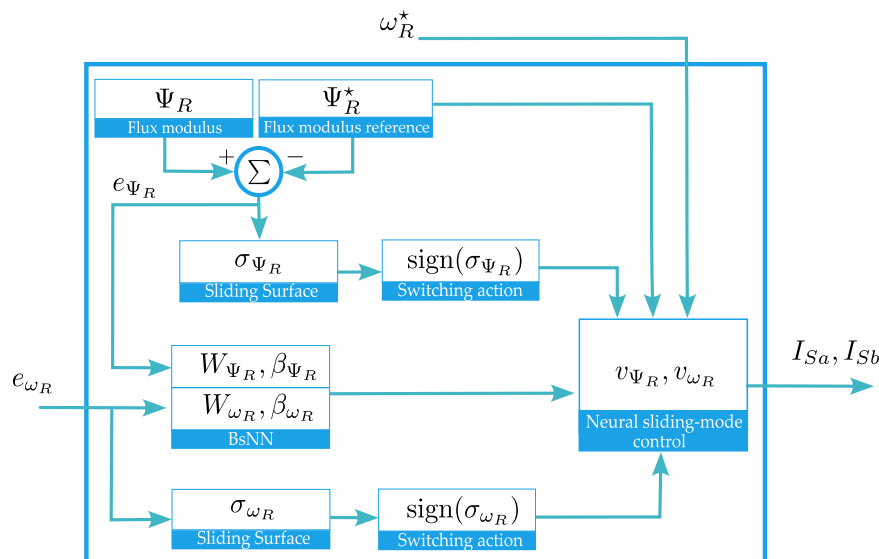 ω_R^⋆
Ψ_R
Flux modulus
Ψ_R^⋆
Flux modulus reference
+
−
∑
e_{Ψ_R}
σ_{Ψ_R}
Sliding Surface
sign(σ_{Ψ_R})
Switching action
W_{Ψ_R}, β_{Ψ_R}
W_{ω_R}, β_{ω_R}
BsNN
e_{ω_R}
v_{Ψ_R}, v_{ω_R}
Neural sliding-mode
control
I_{Sa}, I_{Sb}
σ_{ω_R}
Sliding Surface
sign(σ_{ω_R})
Switching action